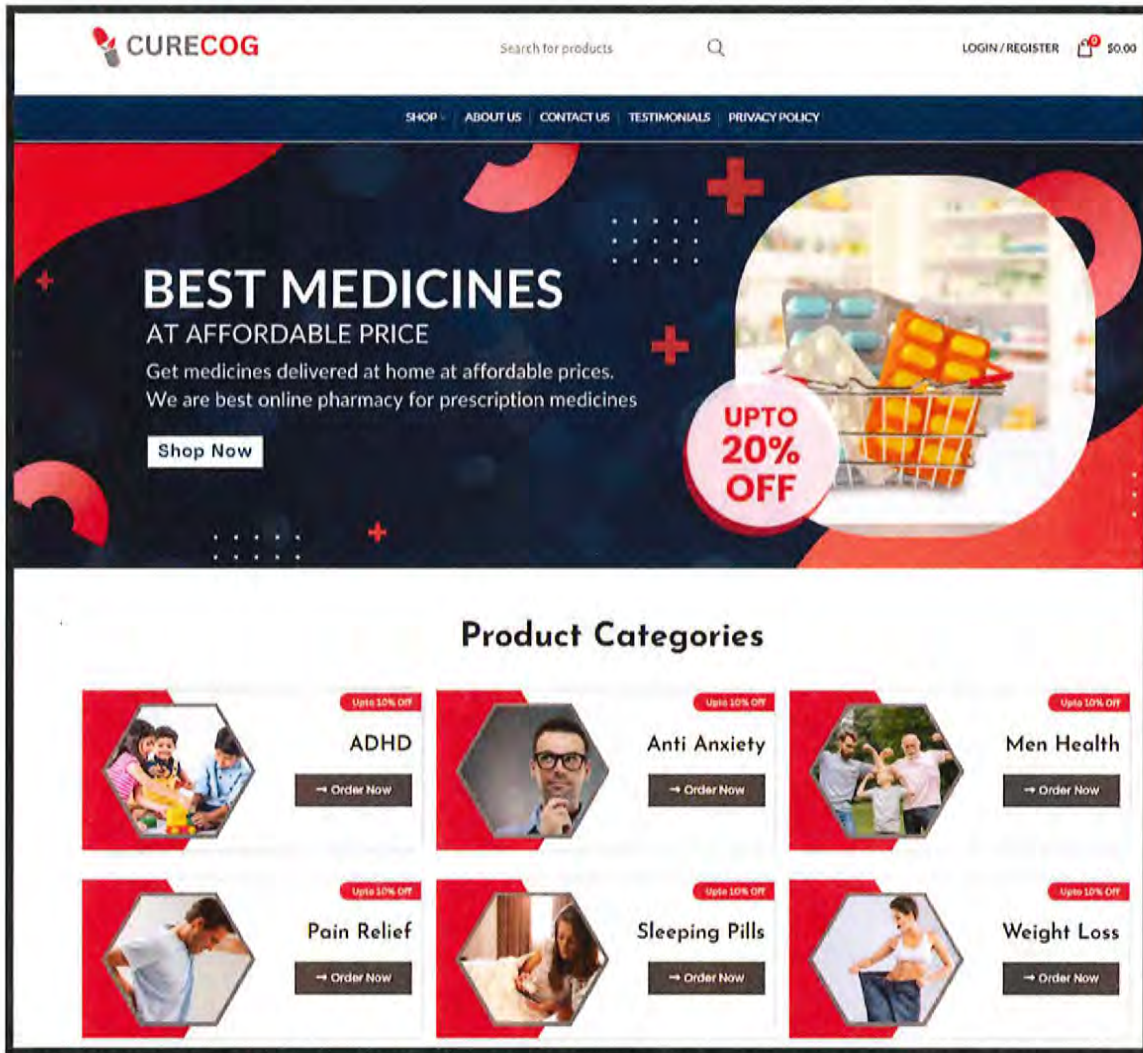 CURECOG
Search for products
LOGIN / REGISTER
0
$0.00
SHOP
ABOUT US
CONTACT US
TESTIMONIALS
PRIVACY POLICY
BEST MEDICINES
AT AFFORDABLE PRICE
Get medicines delivered at home at affordable prices.
We are best online pharmacy for prescription medicines
Shop Now
UPTO
20%
OFF
Product Categories
Upto 10% Off
ADHD
→ Order Now
Upto 10% Off
Anti Anxiety
→ Order Now
Upto 10% Off
Men Health
→ Order Now
Upto 10% Off
Pain Relief
→ Order Now
Upto 10% Off
Sleeping Pills
→ Order Now
Upto 10% Off
Weight Loss
→ Order Now